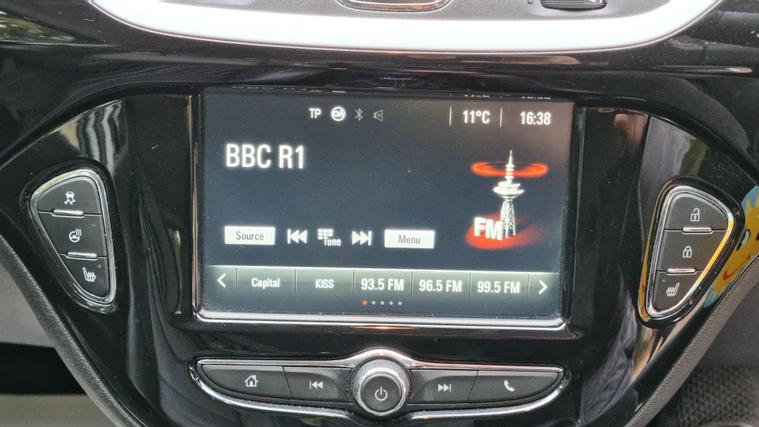 TP 11°C 16:38
BBC R1
FM
Source Tune Menu
Capital KISS 93.5 FM 96.5 FM 99.5 FM